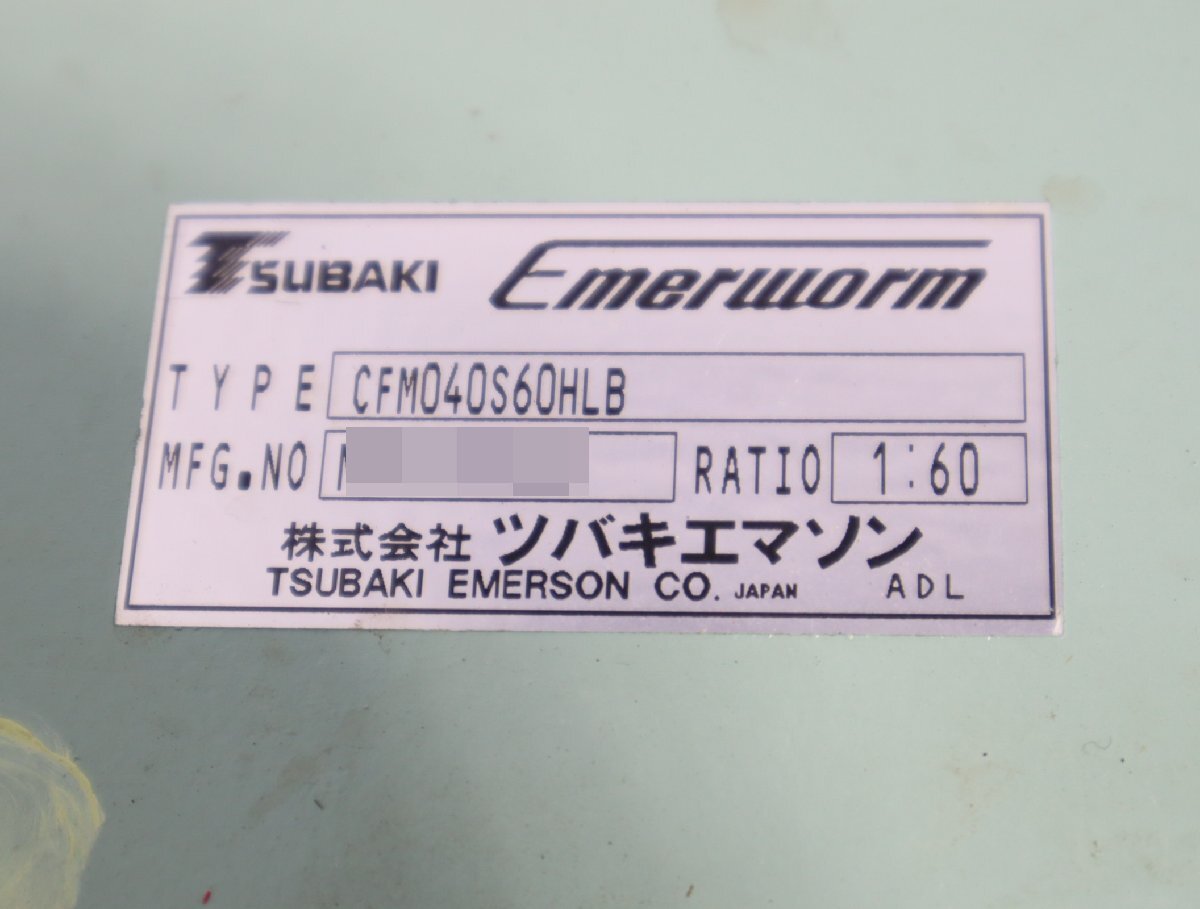 TSUBAKI Emerworm
TYPE CFM040S60HLB
MFG.NO RATIO 1:60
株式会社 ツバキエマソン
TSUBAKI EMERSON CO. JAPAN ADL